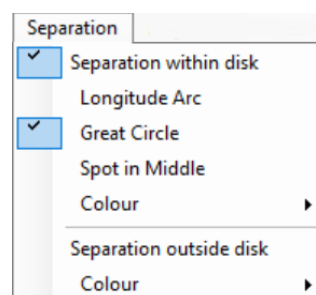 Separation
Separation within disk
Longitude Arc
Great Circle
Spot in Middle
Colour
Separation outside disk
Colour